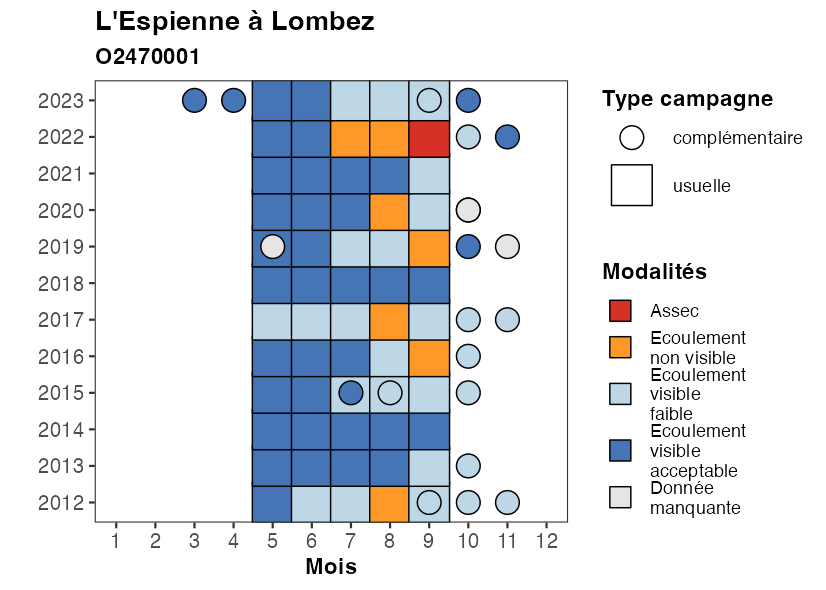 L'Espienne à Lombez
O2470001
2023
2022
2021
2020
2019
2018
2017
2016
2015
2014
2013
2012
1 2 3 4 5 6 7 8 9 10 11 12
Mois
Type campagne
complémentaire
usuelle
Modalités
Assec
Ecoulement
non visible
Ecoulement
visible
faible
Ecoulement
visible
acceptable
Donnée
manquante